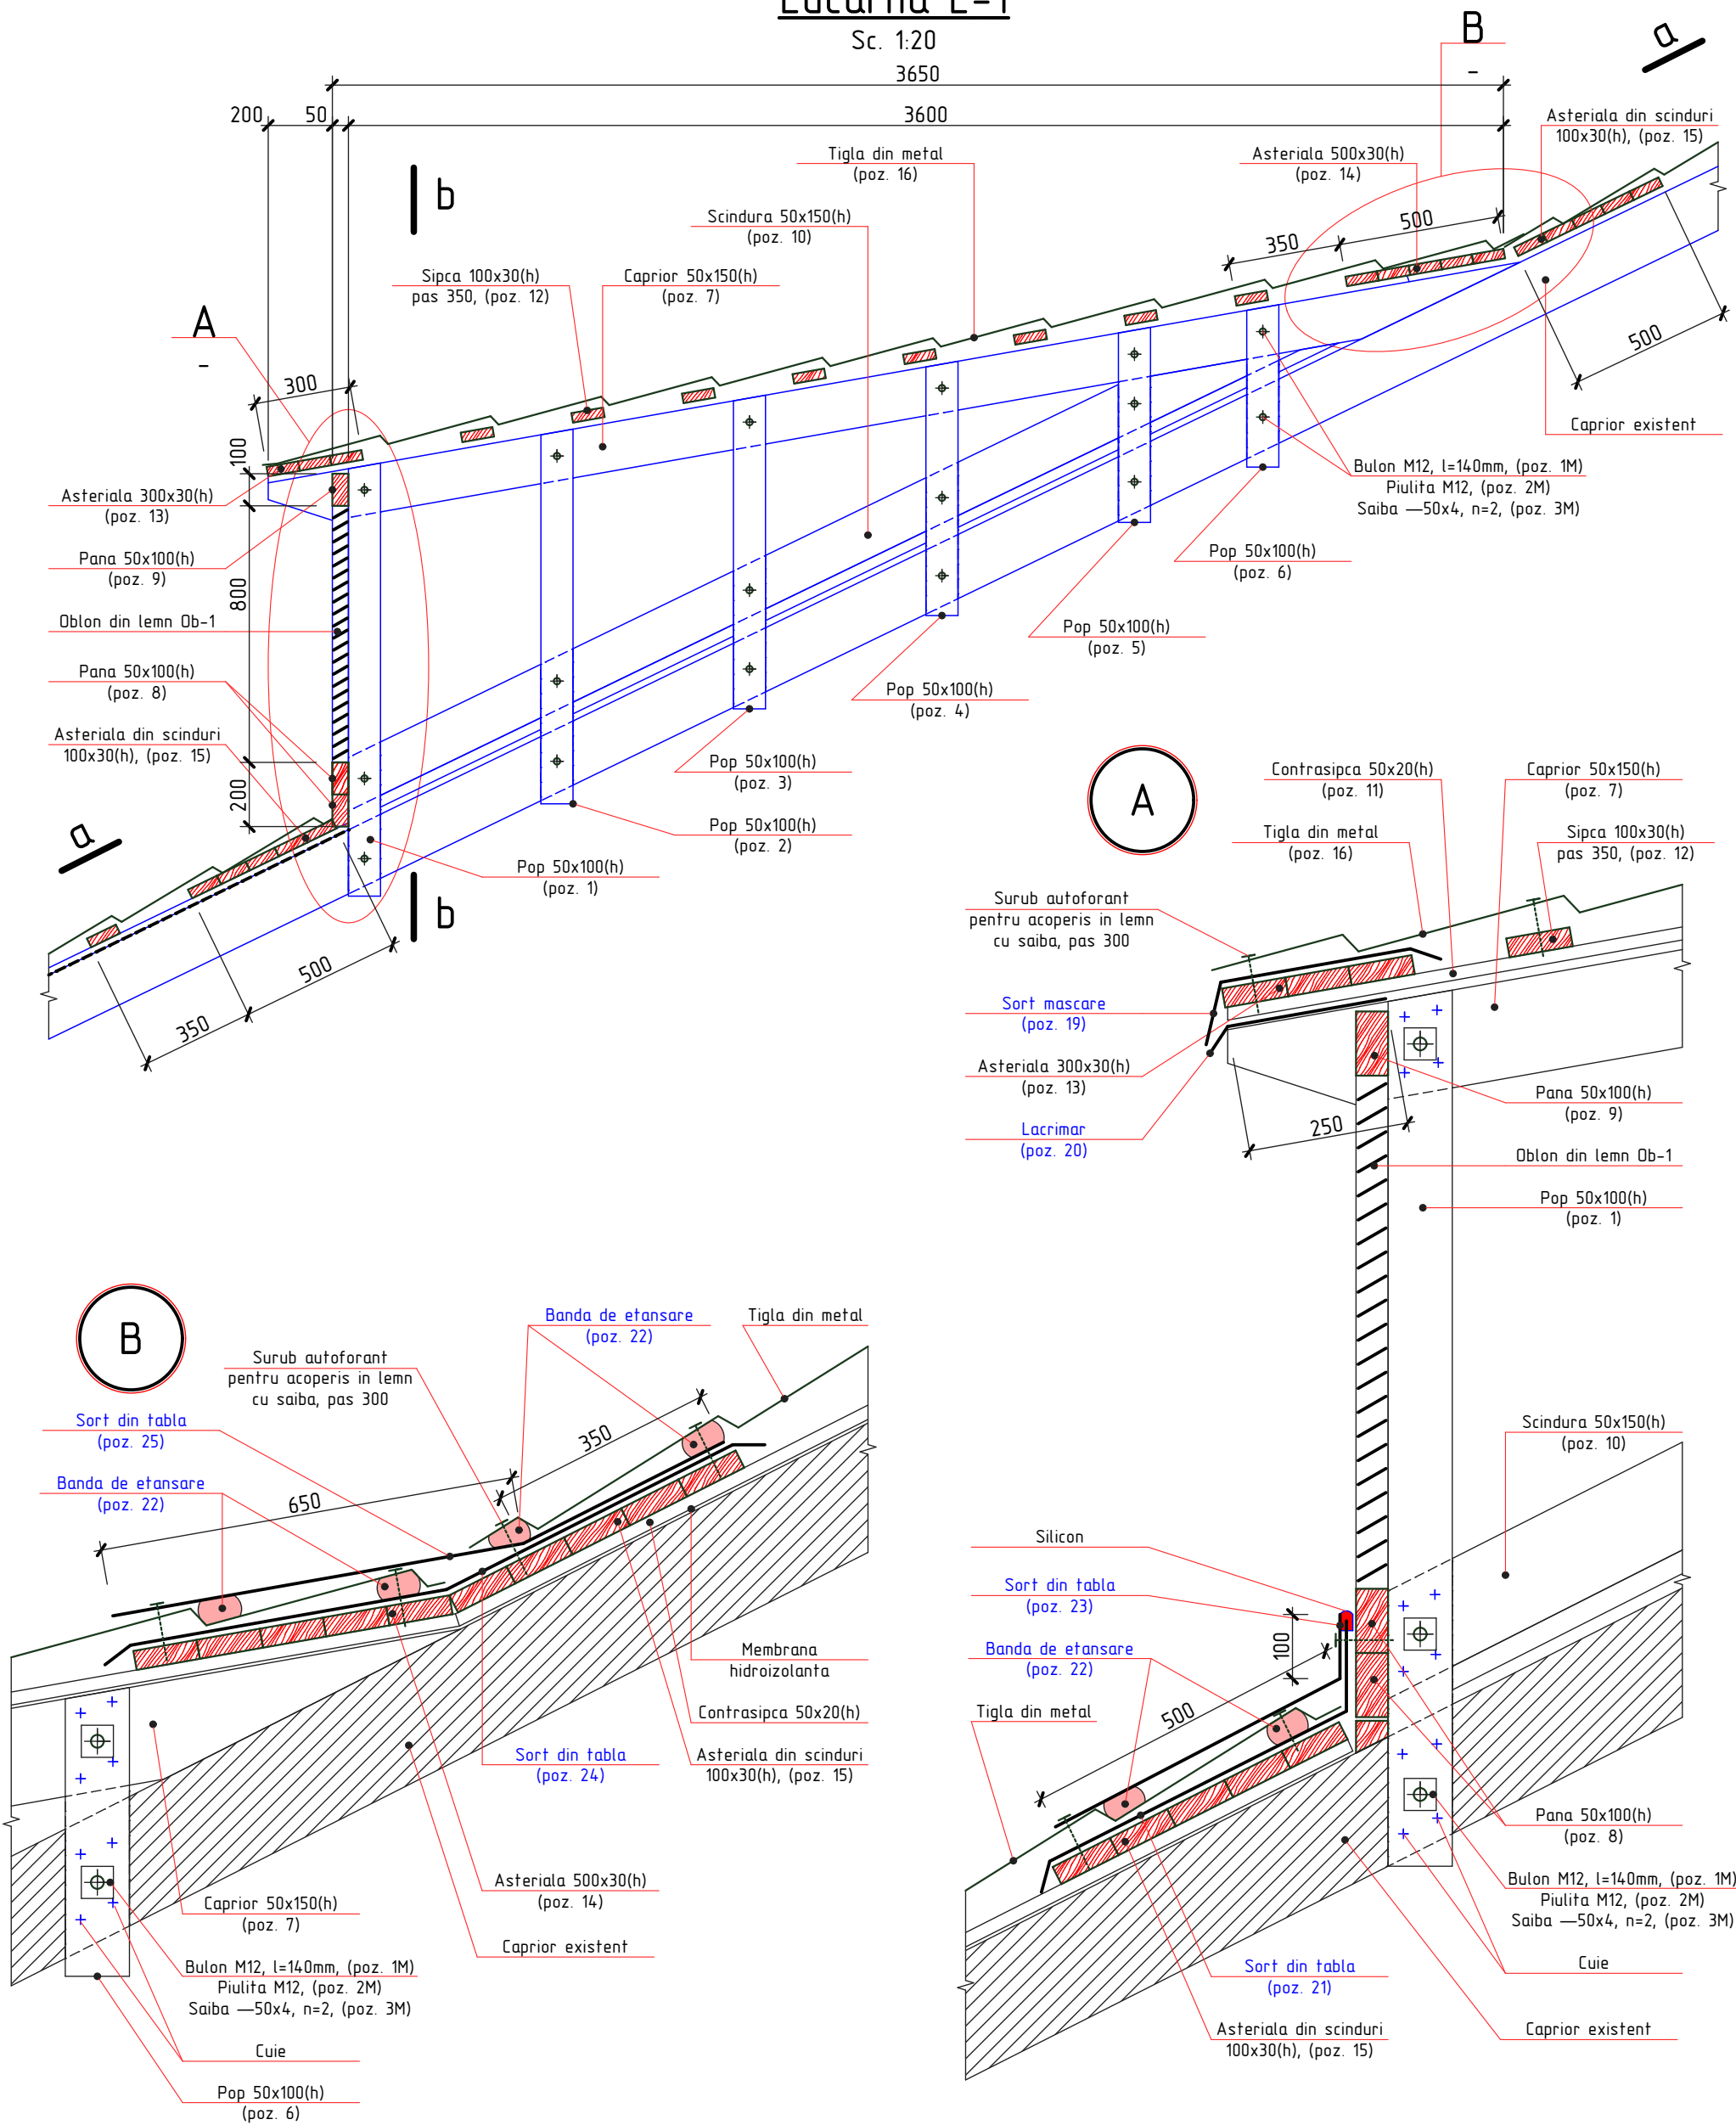 Lucarna L-1
Sc. 1:20
B
-
a
3650
200
50
3600
Asteriala din scinduri
100x30(h), (poz. 15)
Tigla din metal
(poz. 16)
Asteriala 500x30(h)
(poz. 14)
b
Scindura 50x150(h)
(poz. 10)
350
500
Sipca 100x30(h)
pas 350, (poz. 12)
Caprior 50x150(h)
(poz. 7)
A
-
500
300
Caprior existent
100
Bulon M12, l=140mm, (poz. 1M)
Piulita M12, (poz. 2M)
Saiba —50x4, n=2, (poz. 3M)
Asteriala 300x30(h)
(poz. 13)
Pana 50x100(h)
(poz. 9)
Pop 50x100(h)
(poz. 6)
800
Oblon din lemn Ob-1
Pop 50x100(h)
(poz. 5)
Pana 50x100(h)
(poz. 8)
Pop 50x100(h)
(poz. 4)
Asteriala din scinduri
100x30(h), (poz. 15)
Pop 50x100(h)
(poz. 3)
200
Pop 50x100(h)
(poz. 2)
a
Pop 50x100(h)
(poz. 1)
b
500
350
A
Contrasipca 50x20(h)
(poz. 11)
Caprior 50x150(h)
(poz. 7)
Tigla din metal
(poz. 16)
Sipca 100x30(h)
pas 350, (poz. 12)
Surub autoforant
pentru acoperis in lemn
cu saiba, pas 300
Sort mascare
(poz. 19)
Asteriala 300x30(h)
(poz. 13)
Pana 50x100(h)
(poz. 9)
Lacrimar
(poz. 20)
250
Oblon din lemn Ob-1
Pop 50x100(h)
(poz. 1)
Scindura 50x150(h)
(poz. 10)
Silicon
Sort din tabla
(poz. 23)
100
Banda de etansare
(poz. 22)
500
Tigla din metal
Pana 50x100(h)
(poz. 8)
Bulon M12, l=140mm, (poz. 1M)
Piulita M12, (poz. 2M)
Saiba —50x4, n=2, (poz. 3M)
Cuie
Sort din tabla
(poz. 21)
Asteriala din scinduri
100x30(h), (poz. 15)
Caprior existent
B
Banda de etansare
(poz. 22)
Tigla din metal
Surub autoforant
pentru acoperis in lemn
cu saiba, pas 300
Sort din tabla
(poz. 25)
350
Banda de etansare
(poz. 22)
650
Membrana
hidroizolanta
Contrasipca 50x20(h)
Sort din tabla
(poz. 24)
Asteriala din scinduri
100x30(h), (poz. 15)
Asteriala 500x30(h)
(poz. 14)
Caprior 50x150(h)
(poz. 7)
Caprior existent
Bulon M12, l=140mm, (poz. 1M)
Piulita M12, (poz. 2M)
Saiba —50x4, n=2, (poz. 3M)
Cuie
Pop 50x100(h)
(poz. 6)